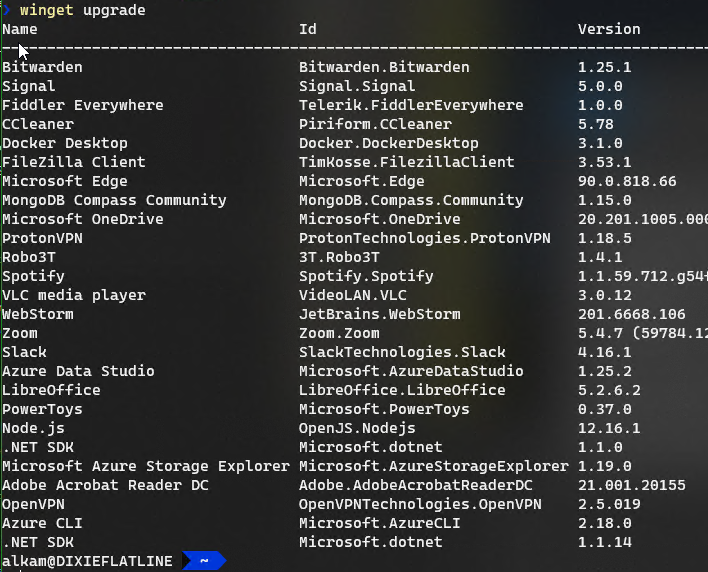 ❯ winget upgrade
Name Id Version
--------------------------------------------------------------------------------
Bitwarden Bitwarden.Bitwarden 1.25.1
Signal Signal.Signal 5.0.0
Fiddler Everywhere Telerik.FiddlerEverywhere 1.0.0
CCleaner Piriform.CCleaner 5.78
Docker Desktop Docker.DockerDesktop 3.1.0
FileZilla Client TimKosse.FilezillaClient 3.53.1
Microsoft Edge Microsoft.Edge 90.0.818.66
MongoDB Compass Community MongoDB.Compass.Community 1.15.0
Microsoft OneDrive Microsoft.OneDrive 20.201.1005.000
ProtonVPN ProtonTechnologies.ProtonVPN 1.18.5
Robo3T 3T.Robo3T 1.4.1
Spotify Spotify.Spotify 1.1.59.712.g54f
VLC media player VideoLAN.VLC 3.0.12
WebStorm JetBrains.WebStorm 201.6668.106
Zoom Zoom.Zoom 5.4.7 (59784.12
Slack SlackTechnologies.Slack 4.16.1
Azure Data Studio Microsoft.AzureDataStudio 1.25.2
LibreOffice LibreOffice.LibreOffice 5.2.6.2
PowerToys Microsoft.PowerToys 0.37.0
Node.js OpenJS.Nodejs 12.16.1
.NET SDK Microsoft.dotnet 1.1.0
Microsoft Azure Storage Explorer Microsoft.AzureStorageExplorer 1.19.0
Adobe Acrobat Reader DC Adobe.AdobeAcrobatReaderDC 21.001.20155
OpenVPN OpenVPNTechnologies.OpenVPN 2.5.019
Azure CLI Microsoft.AzureCLI 2.18.0
.NET SDK Microsoft.dotnet 1.1.14
alkam@DIXIEFLATLINE ~